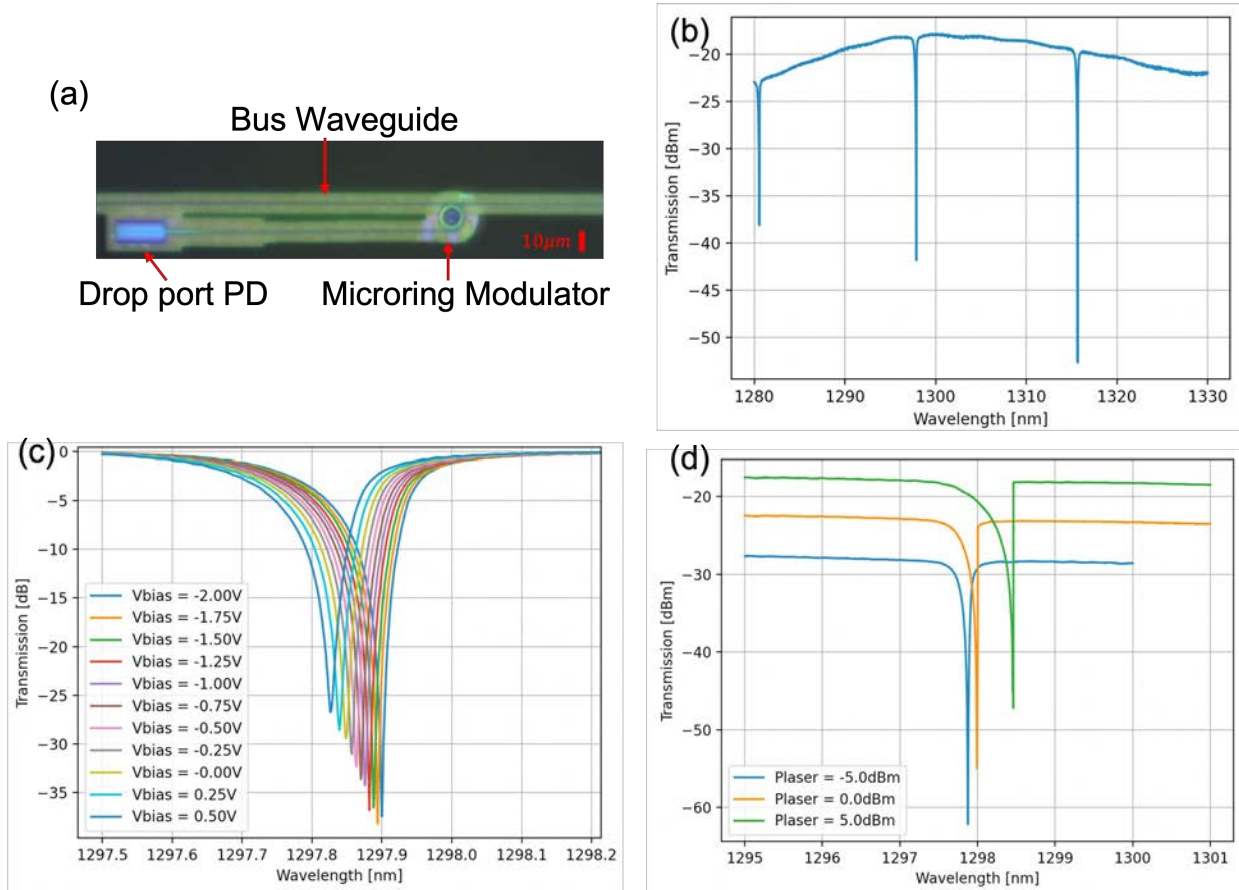 (a)
Bus Waveguide
10μm
Drop port PD
Microring Modulator
(b)
Transmission [dBm]
−20
−25
−30
−35
−40
−45
−50
1280
1290
1300
1310
1320
1330
Wavelength [nm]
(c)
Transmission [dB]
0
−5
−10
−15
−20
−25
−30
−35
Vbias = -2.00V
Vbias = -1.75V
Vbias = -1.50V
Vbias = -1.25V
Vbias = -1.00V
Vbias = -0.75V
Vbias = -0.50V
Vbias = -0.25V
Vbias = -0.00V
Vbias = 0.25V
Vbias = 0.50V
1297.5
1297.6
1297.7
1297.8
1297.9
1298.0
1298.1
1298.2
Wavelength [nm]
(d)
Transmission [dBm]
−20
−30
−40
−50
−60
Plaser = -5.0dBm
Plaser = 0.0dBm
Plaser = 5.0dBm
1295
1296
1297
1298
1299
1300
1301
Wavelength [nm]